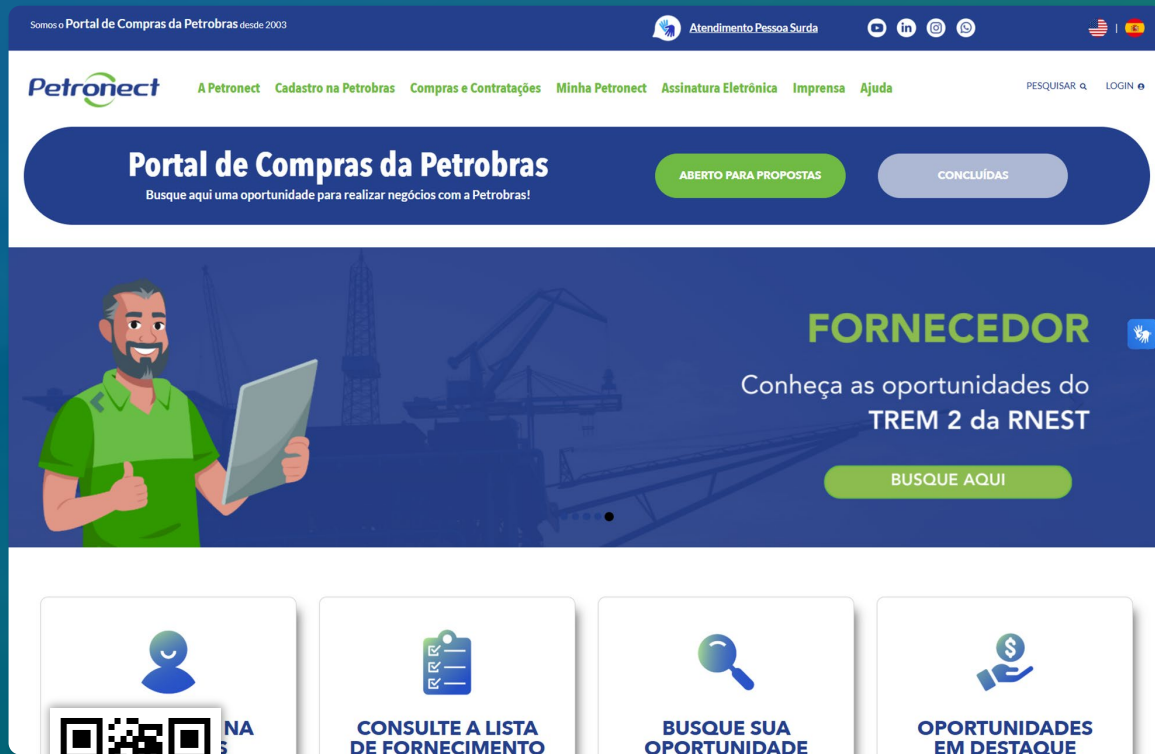 Somos o Portal de Compras da Petrobras desde 2003
Atendimento Pessoa Surda
|
Petronect
A Petronect Cadastro na Petrobras Compras e Contratações Minha Petronect Assinatura Eletrônica Imprensa Ajuda
PESQUISAR LOGIN
Portal de Compras da Petrobras
Busque aqui uma oportunidade para realizar negócios com a Petrobras!
ABERTO PARA PROPOSTAS
CONCLUÍDAS
FORNECEDOR
Conheça as oportunidades do
TREM 2 da RNEST
BUSQUE AQUI
NA
CONSULTE A LISTA
DE FORNECIMENTO
BUSQUE SUA
OPORTUNIDADE
OPORTUNIDADES
EM DESTAQUE